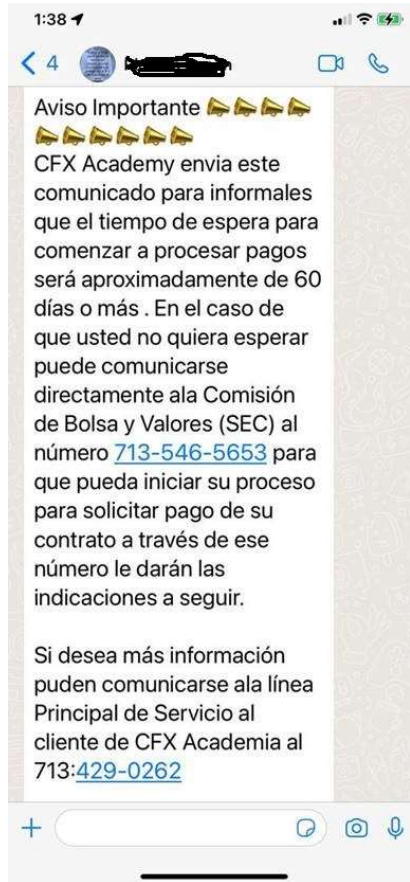 1:38
4
Aviso Importante 📣📣📣📣
📣📣📣📣📣📣
CFX Academy envia este
comunicado para informales
que el tiempo de espera para
comenzar a procesar pagos
será aproximadamente de 60
días o más . En el caso de
que usted no quiera esperar
puede comunicarse
directamente ala Comisión
de Bolsa y Valores (SEC) al
número 713-546-5653 para
que pueda iniciar su proceso
para solicitar pago de su
contrato a través de ese
número le darán las
indicaciones a seguir.
Si desea más información
puden comunicarse ala línea
Principal de Servicio al
cliente de CFX Academia al
713:429-0262